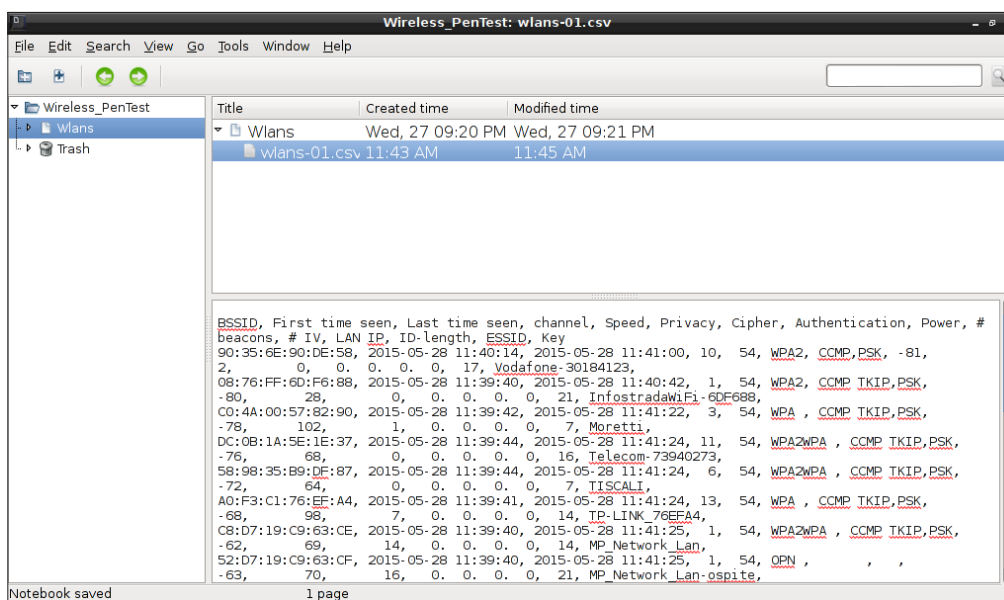 Wireless_PenTest: wlans-01.csv
File Edit Search View Go Tools Window Help
Wireless_PenTest
Wlans
Trash
Title Created time Modified time
Wlans Wed, 27 09:20 PM Wed, 27 09:21 PM
wlans-01.csv 11:43 AM 11:45 AM
BSSID, First time seen, Last time seen, channel, Speed, Privacy, Cipher, Authentication, Power, #
beacons, # IV, LAN IP, ID-length, ESSID, Key
90:35:6E:90:DE:58, 2015-05-28 11:40:14, 2015-05-28 11:41:00, 10, 54, WPA2, CCMP,PSK, -81,
2, 0, 0. 0. 0. 0, 17, Vodafone-30184123,
08:76:FF:6D:F6:88, 2015-05-28 11:39:40, 2015-05-28 11:40:42, 1, 54, WPA2, CCMP TKIP,PSK,
-80, 28, 0, 0. 0. 0. 0, 21, InfostradaWiFi-6DF688,
C0:4A:00:57:82:90, 2015-05-28 11:39:42, 2015-05-28 11:41:22, 3, 54, WPA , CCMP TKIP,PSK,
-78, 102, 1, 0. 0. 0. 0, 7, Moretti,
DC:0B:1A:5E:1E:37, 2015-05-28 11:39:44, 2015-05-28 11:41:24, 11, 54, WPA2WPA , CCMP TKIP,PSK,
-76, 68, 0, 0. 0. 0. 0, 16, Telecom-73940273,
58:98:35:B9:DF:87, 2015-05-28 11:39:44, 2015-05-28 11:41:24, 6, 54, WPA2WPA , CCMP TKIP,PSK,
-72, 64, 0, 0. 0. 0. 0, 7, TISCALI,
A0:F3:C1:76:EF:A4, 2015-05-28 11:39:41, 2015-05-28 11:41:24, 13, 54, WPA , CCMP TKIP,PSK,
-68, 98, 7, 0. 0. 0. 0, 14, TP-LINK_76EFA4,
C8:D7:19:C9:63:CE, 2015-05-28 11:39:40, 2015-05-28 11:41:25, 1, 54, WPA2WPA , CCMP TKIP,PSK,
-62, 69, 14, 0. 0. 0. 0, 14, MP_Network_Lan,
52:D7:19:C9:63:CF, 2015-05-28 11:39:40, 2015-05-28 11:41:25, 1, 54, OPN , , ,
-63, 70, 16, 0. 0. 0. 0, 21, MP_Network_Lan-ospite,
Notebook saved 1 page